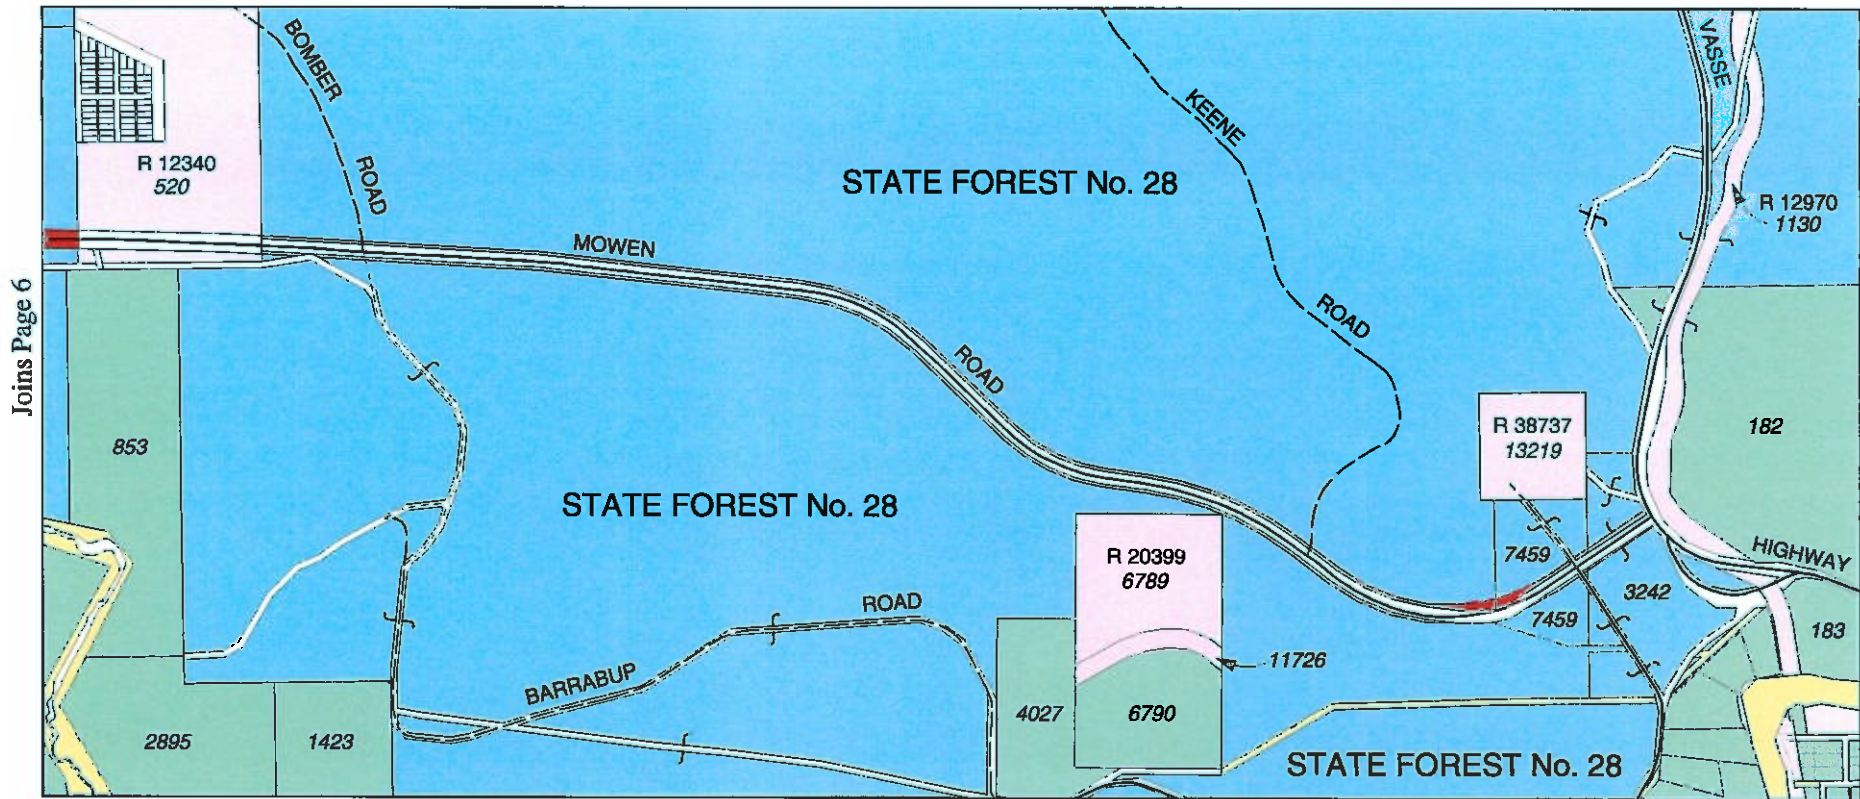 BOMBER
ROAD
KEENE
ROAD
VASSE
R 12340
520
STATE FOREST No. 28
R 12970
1130
MOWEN
ROAD
Joins Page 6
853
STATE FOREST No. 28
R 38737
13219
182
R 20399
6789
7459
HIGHWAY
3242
7459
183
BARRABUP
ROAD
11726
2895
1423
4027
6790
STATE FOREST No. 28